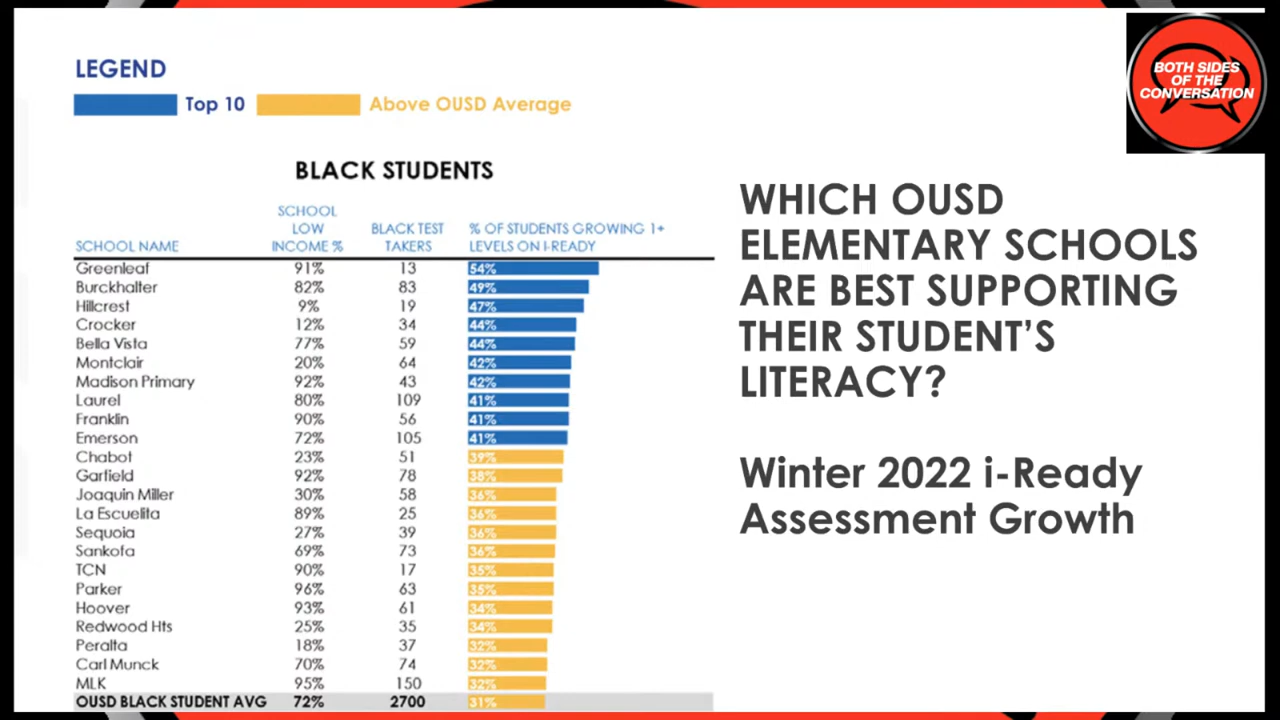 LEGEND
Top 10 Above OUSD Average
BOTH SIDES
OF THE
CONVERSATION
BLACK STUDENTS
SCHOOL NAME SCHOOL LOW INCOME % BLACK TEST TAKERS % OF STUDENTS GROWING 1+ LEVELS ON I-READY
Greenleaf 91% 13 54%
Burckhalter 82% 83 49%
Hillcrest 9% 19 47%
Crocker 12% 34 44%
Bella Vista 77% 59 44%
Montclair 20% 64 42%
Madison Primary 92% 43 42%
Laurel 80% 109 41%
Franklin 90% 56 41%
Emerson 72% 105 41%
Chabot 23% 51 39%
Garfield 92% 78 38%
Joaquin Miller 30% 58 36%
La Escuelita 89% 25 36%
Sequoia 27% 39 36%
Sankofa 69% 73 36%
TCN 90% 17 35%
Parker 96% 63 35%
Hoover 93% 61 34%
Redwood Hts 25% 35 34%
Peralta 18% 37 32%
Carl Munck 70% 74 32%
MLK 95% 150 32%
OUSD BLACK STUDENT AVG 72% 2700 31%
WHICH OUSD
ELEMENTARY SCHOOLS
ARE BEST SUPPORTING
THEIR STUDENT’S
LITERACY?
Winter 2022 i-Ready
Assessment Growth